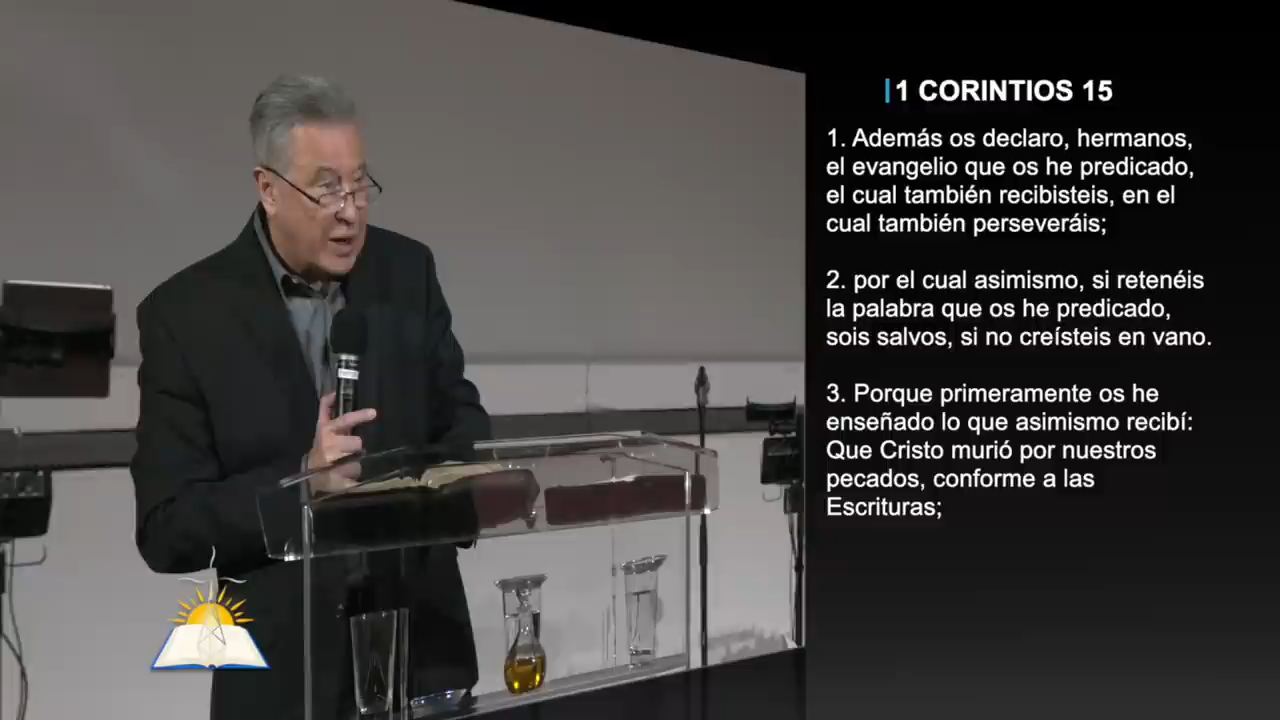 1 CORINTIOS 15
1. Además os declaro, hermanos,
el evangelio que os he predicado,
el cual también recibisteis, en el
cual también perseveráis;
2. por el cual asimismo, si retenéis
la palabra que os he predicado,
sois salvos, si no creísteis en vano.
3. Porque primeramente os he
enseñado lo que asimismo recibí:
Que Cristo murió por nuestros
pecados, conforme a las
Escrituras;